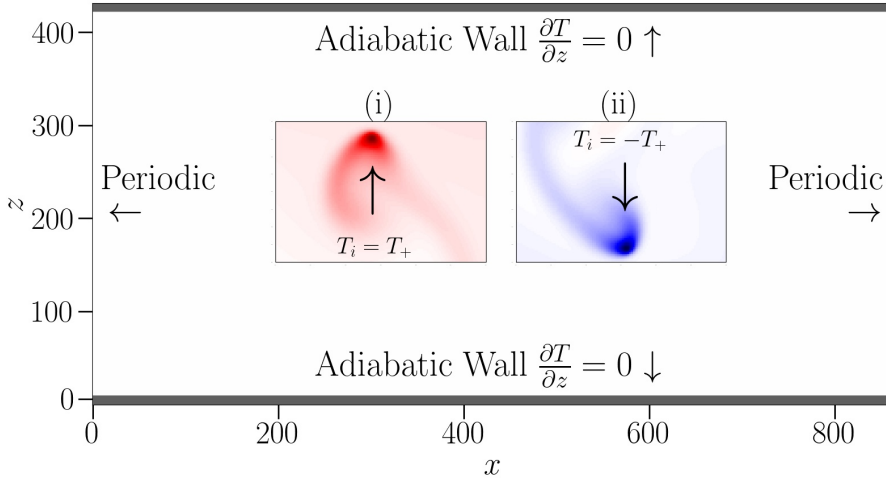 Adiabatic Wall ∂T/∂z = 0 ↑
(i)
(ii)
T_i = T_+
T_i = −T_+
Periodic
←
Periodic
→
Adiabatic Wall ∂T/∂z = 0 ↓
400
300
200
100
0
z
0
200
400
600
800
x